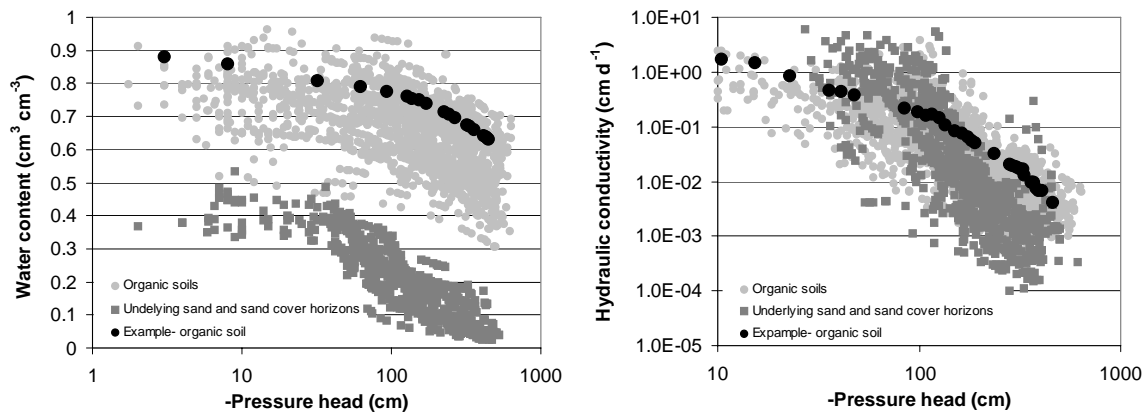 1
0.9
0.8
0.7
0.6
0.5
0.4
0.3
0.2
0.1
0
Water content (cm3 cm-3)
Organic soils
Undelying sand and sand cover horizons
Example- organic soil
1 10 100 1000
-Pressure head (cm)
1.0E+01
1.0E+00
1.0E-01
1.0E-02
1.0E-03
1.0E-04
1.0E-05
Hydraulic conductivity (cm d-1)
Organic soils
Underlying sand and sand cover horizons
Expample- organic soil
10 100 1000
-Pressure head (cm)